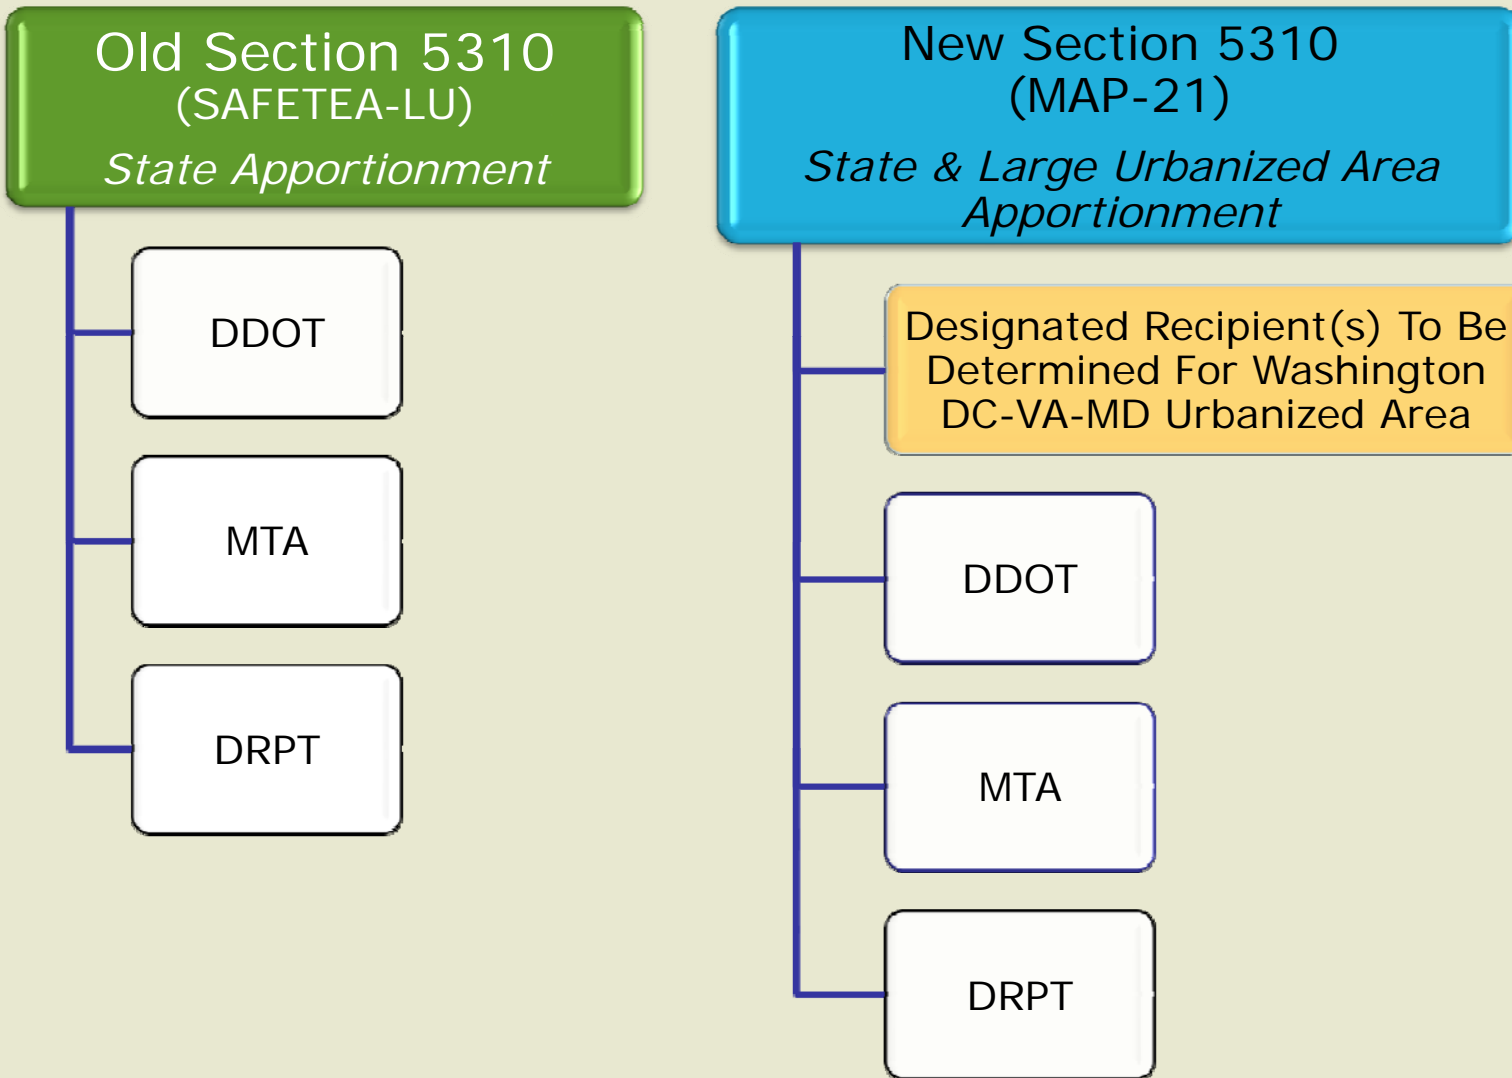 Old Section 5310
(SAFETEA-LU)
State Apportionment
DDOT
MTA
DRPT
New Section 5310
(MAP-21)
State & Large Urbanized Area
Apportionment
Designated Recipient(s) To Be
Determined For Washington
DC-VA-MD Urbanized Area
DDOT
MTA
DRPT